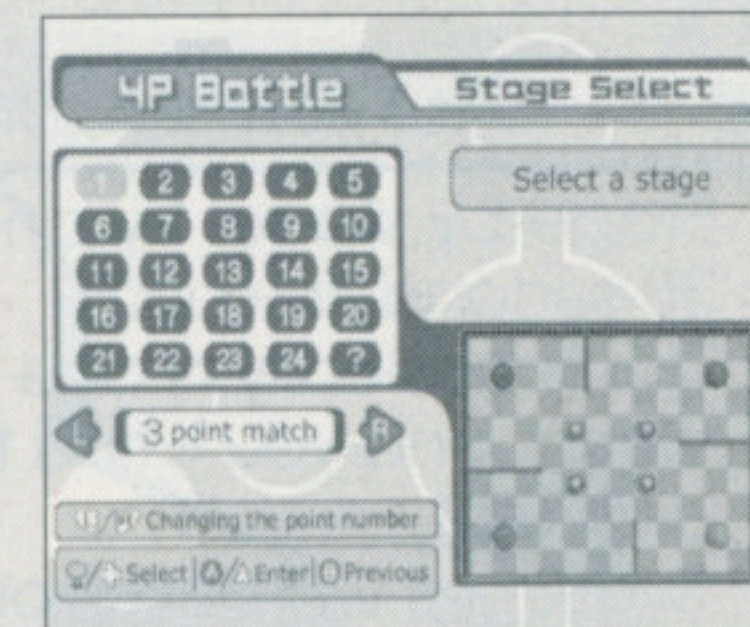 4P Battle
Stage Select
1 2 3 4 5
6 7 8 9 10
11 12 13 14 15
16 17 18 19 20
21 22 23 24 ?
Select a stage
L 3 point match R
Changing the point number
Select | A / Enter | Previous